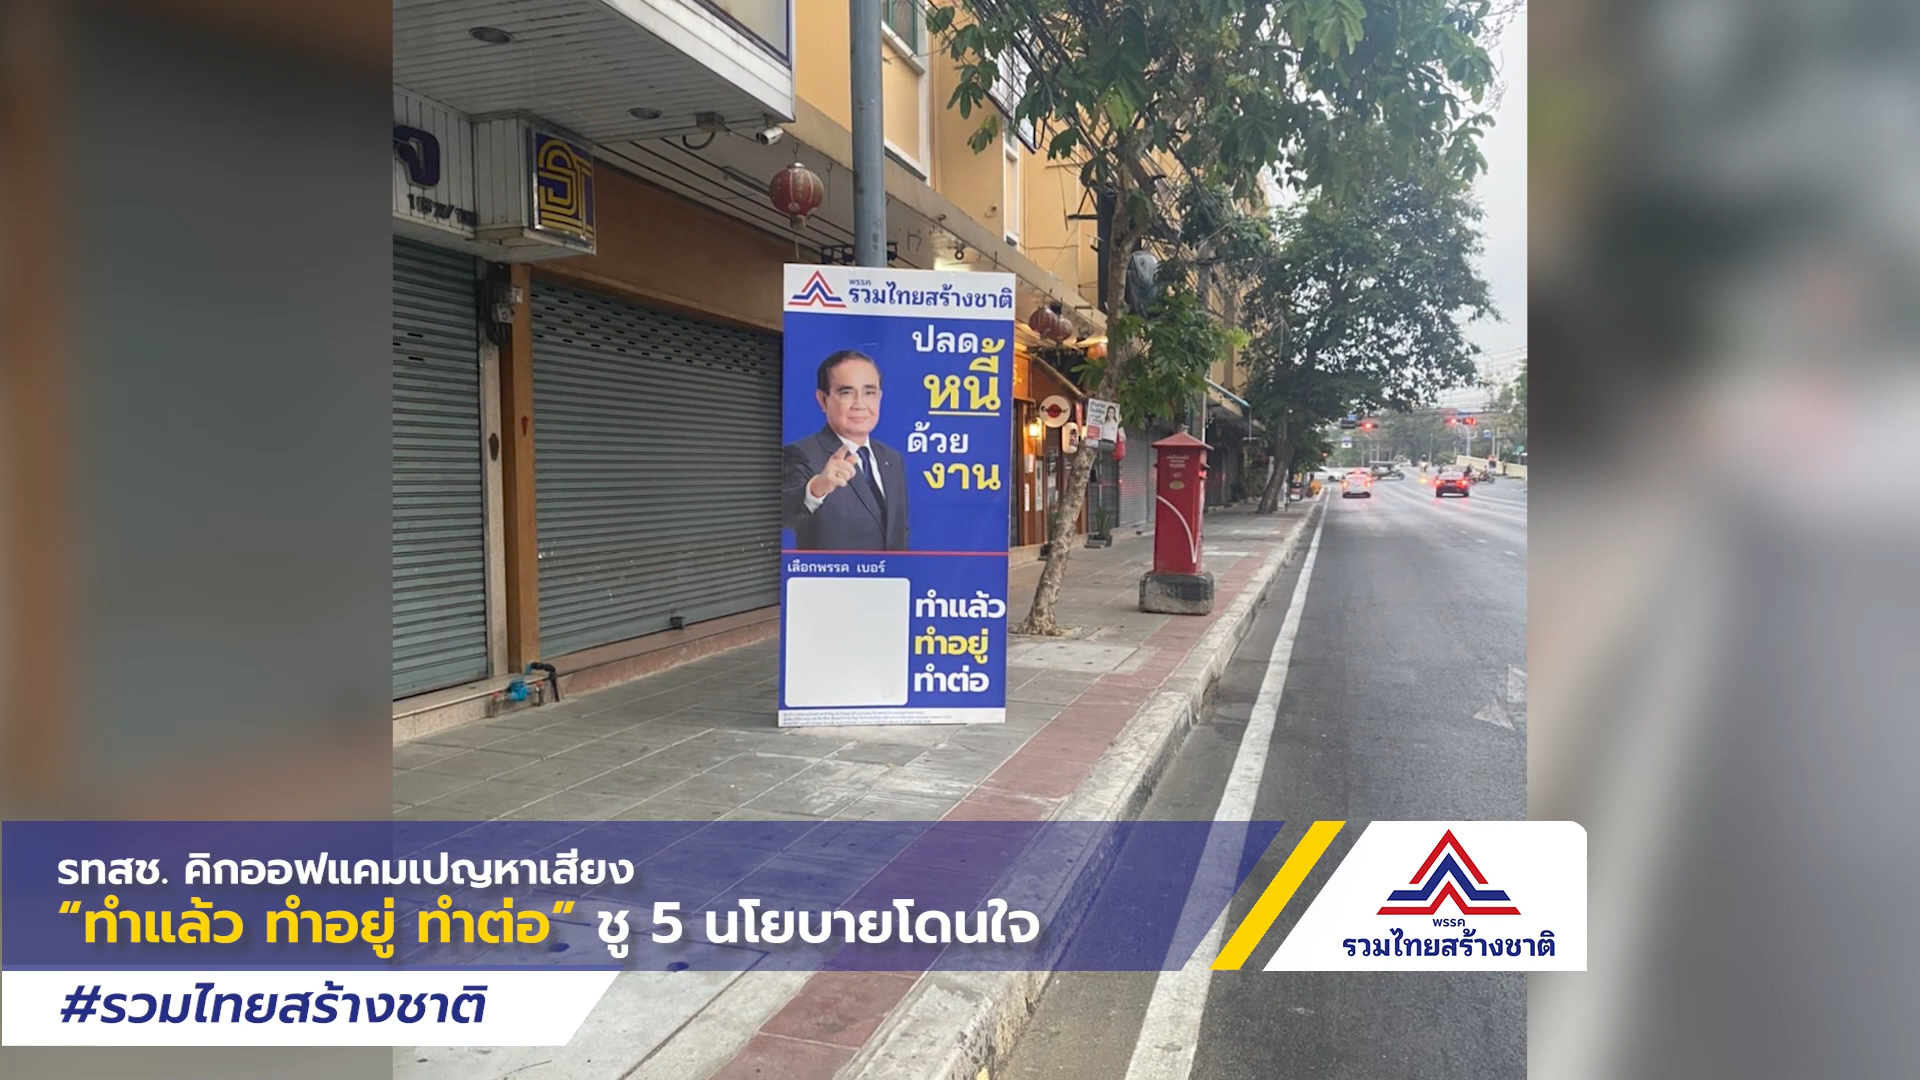 พรรค
รวมไทยสร้างชาติ
ปลด
หนี้
ด้วย
งาน
เลือกพรรค เบอร์
ทำแล้ว
ทำอยู่
ทำต่อ
รทสช. คิกออฟแคมเปญหาเสียง
“ทำแล้ว ทำอยู่ ทำต่อ” ชู 5 นโยบายโดนใจ
#รวมไทยสร้างชาติ
พรรค
รวมไทยสร้างชาติ